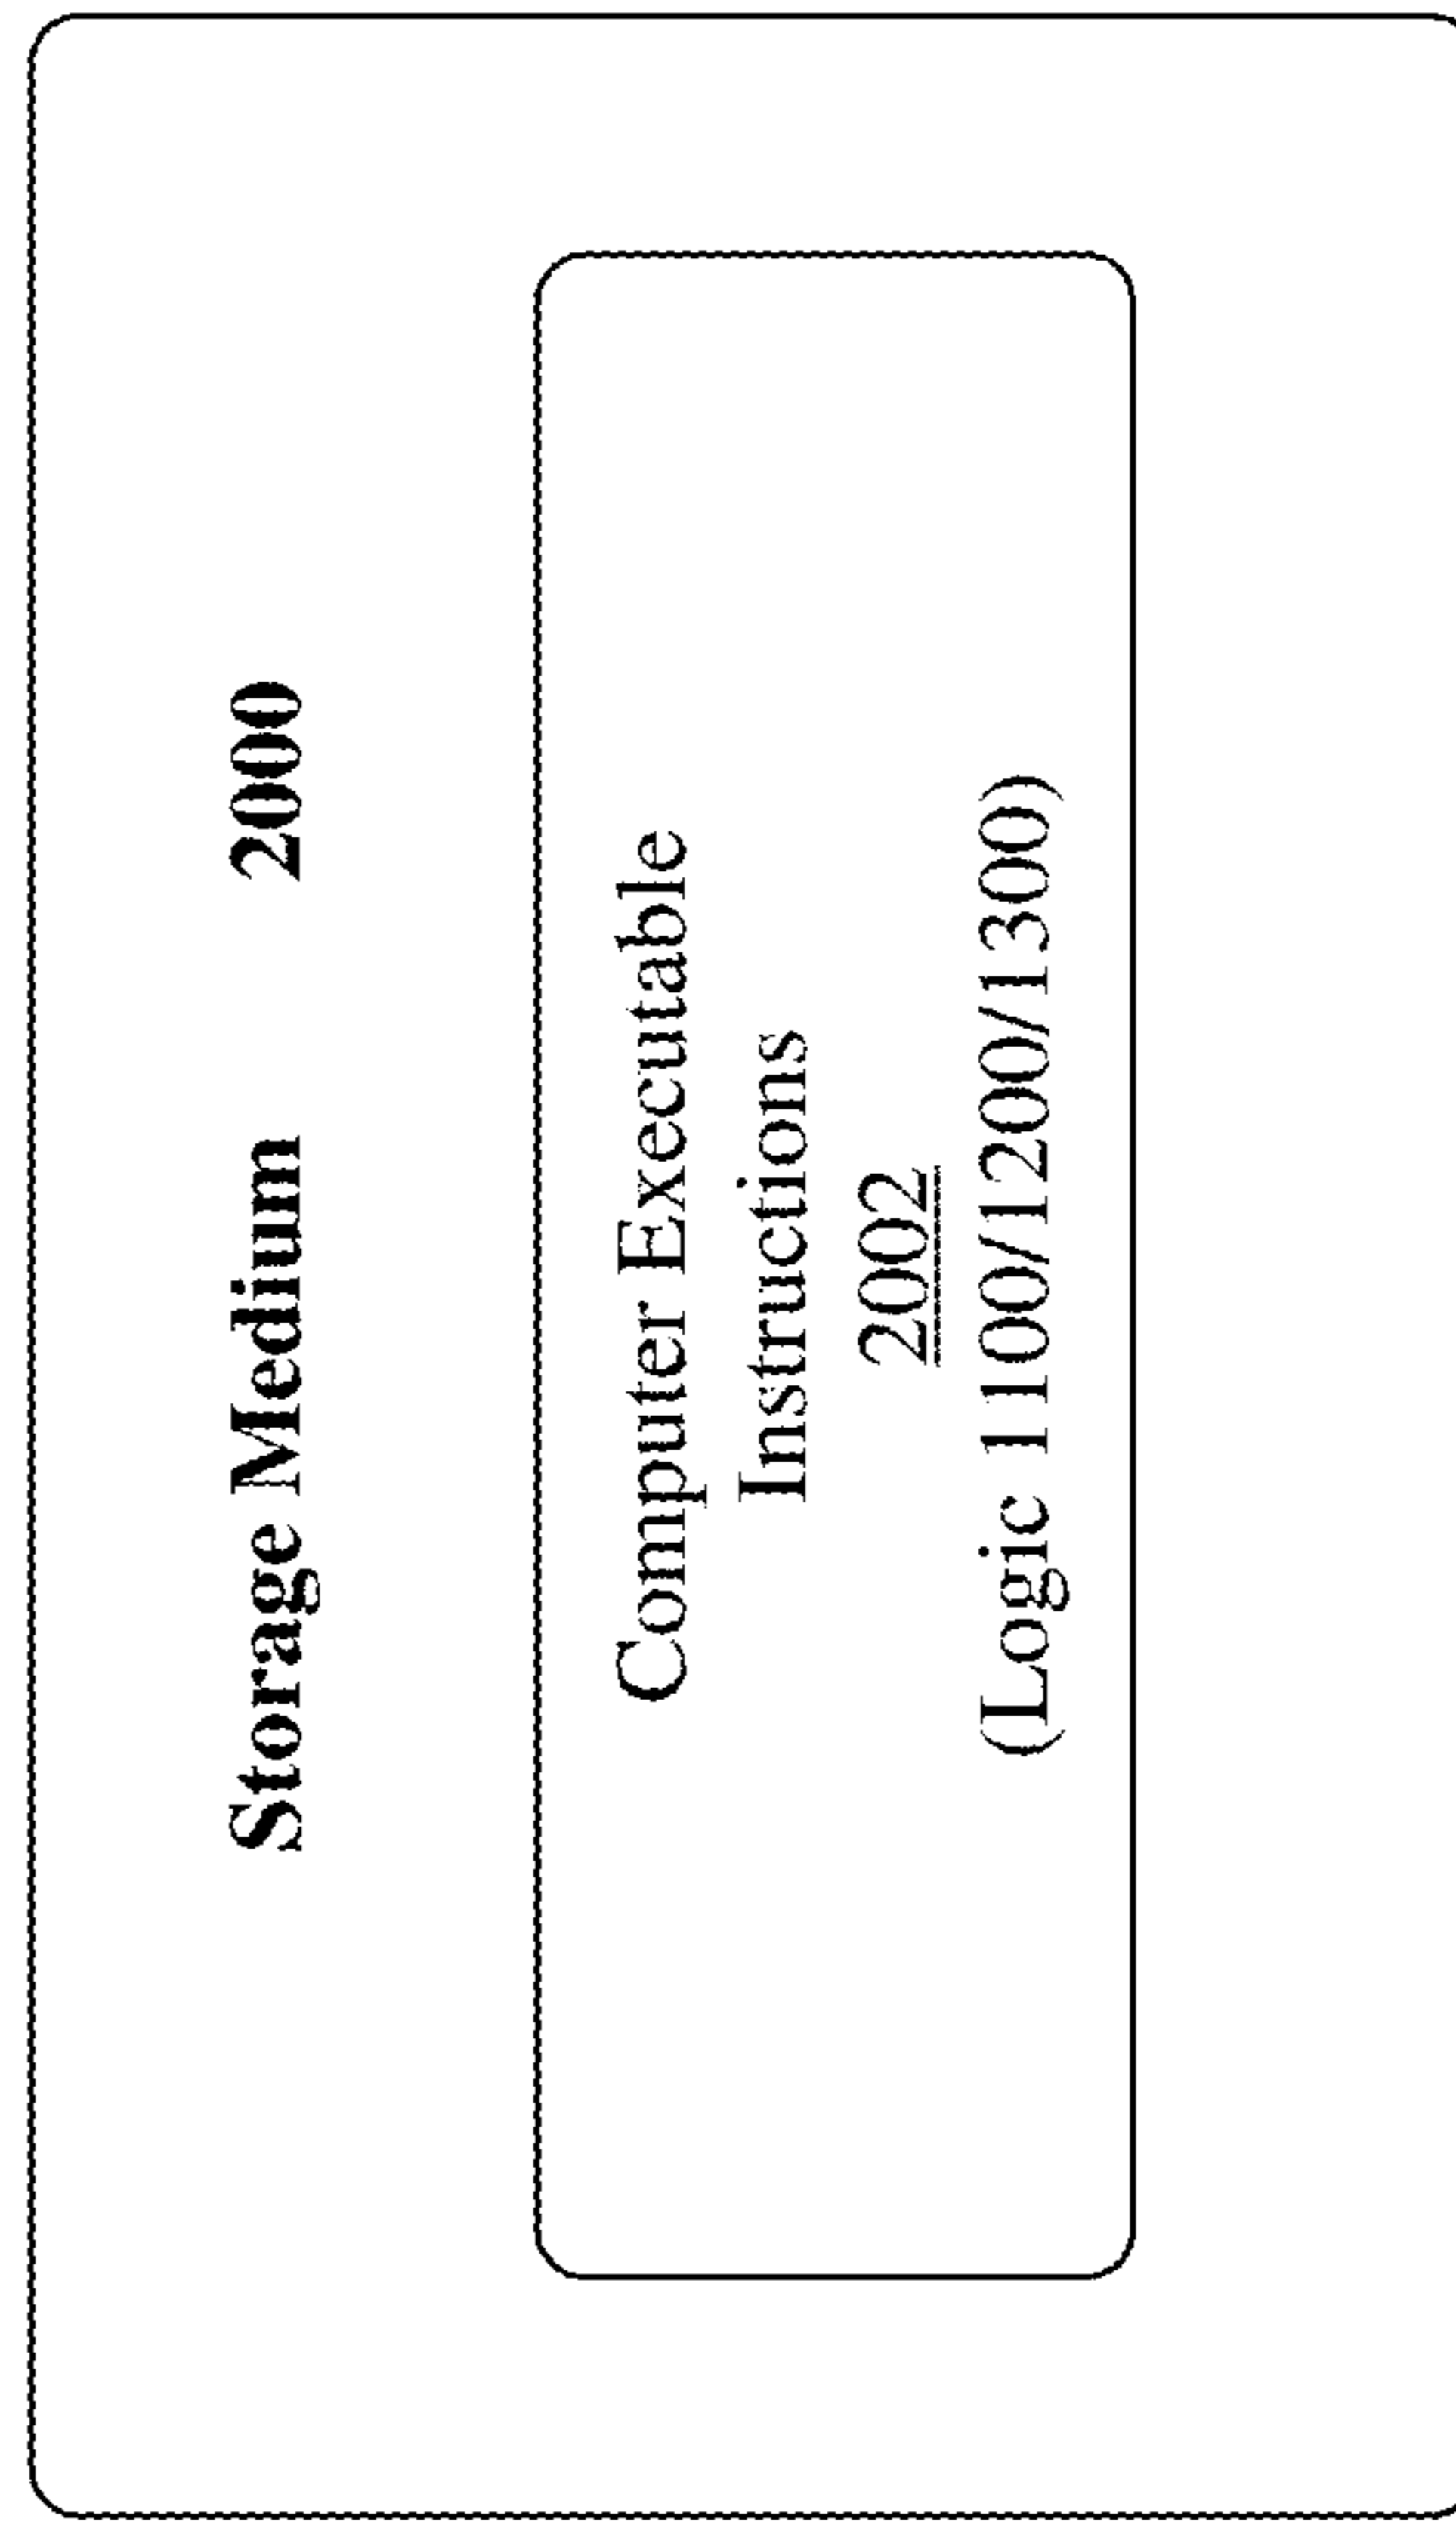 Storage Medium 2000
Computer Executable
Instructions
2002
(Logic 1100/1200/1300)